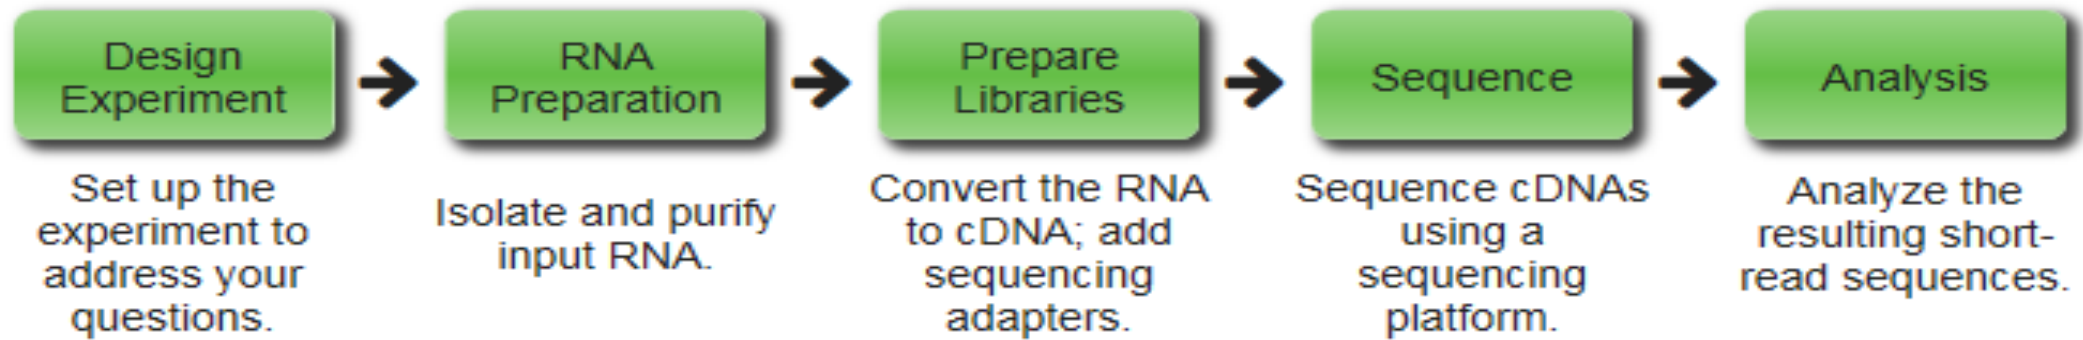 Design
Experiment
RNA
Preparation
Prepare
Libraries
Sequence
Analysis
Set up the
experiment to
address your
questions.
Isolate and purify
input RNA.
Convert the RNA
to cDNA; add
sequencing
adapters.
Sequence cDNAs
using a
sequencing
platform.
Analyze the
resulting short-
read sequences.